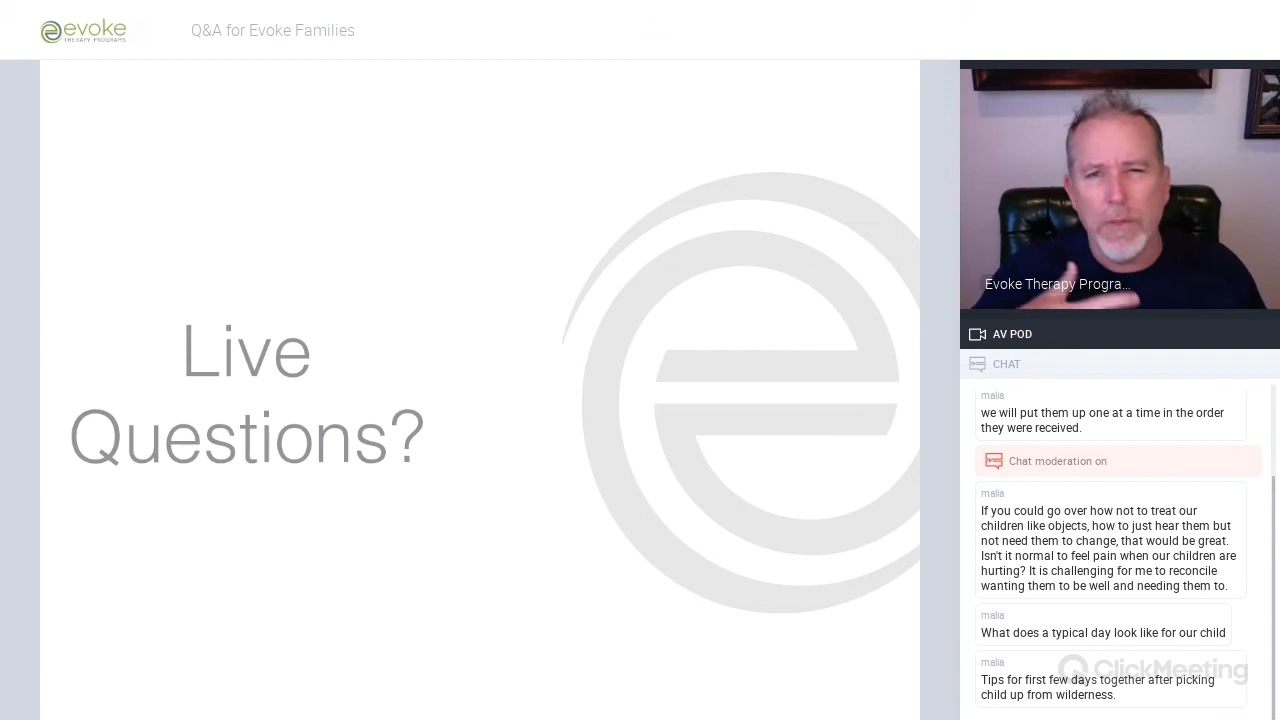 evoke
THERAPY PROGRAMS
Q&A for Evoke Families
Live
Questions?
Evoke Therapy Progra...
AV POD
CHAT
malia
we will put them up one at a time in the order
they were received.
Chat moderation on
malia
If you could go over how not to treat our
children like objects, how to just hear them but
not need them to change, that would be great.
Isn't it normal to feel pain when our children are
hurting? It is challenging for me to reconcile
wanting them to be well and needing them to.
malia
What does a typical day look like for our child
malia
Tips for first few days together after picking
child up from wilderness.
ClickMeeting